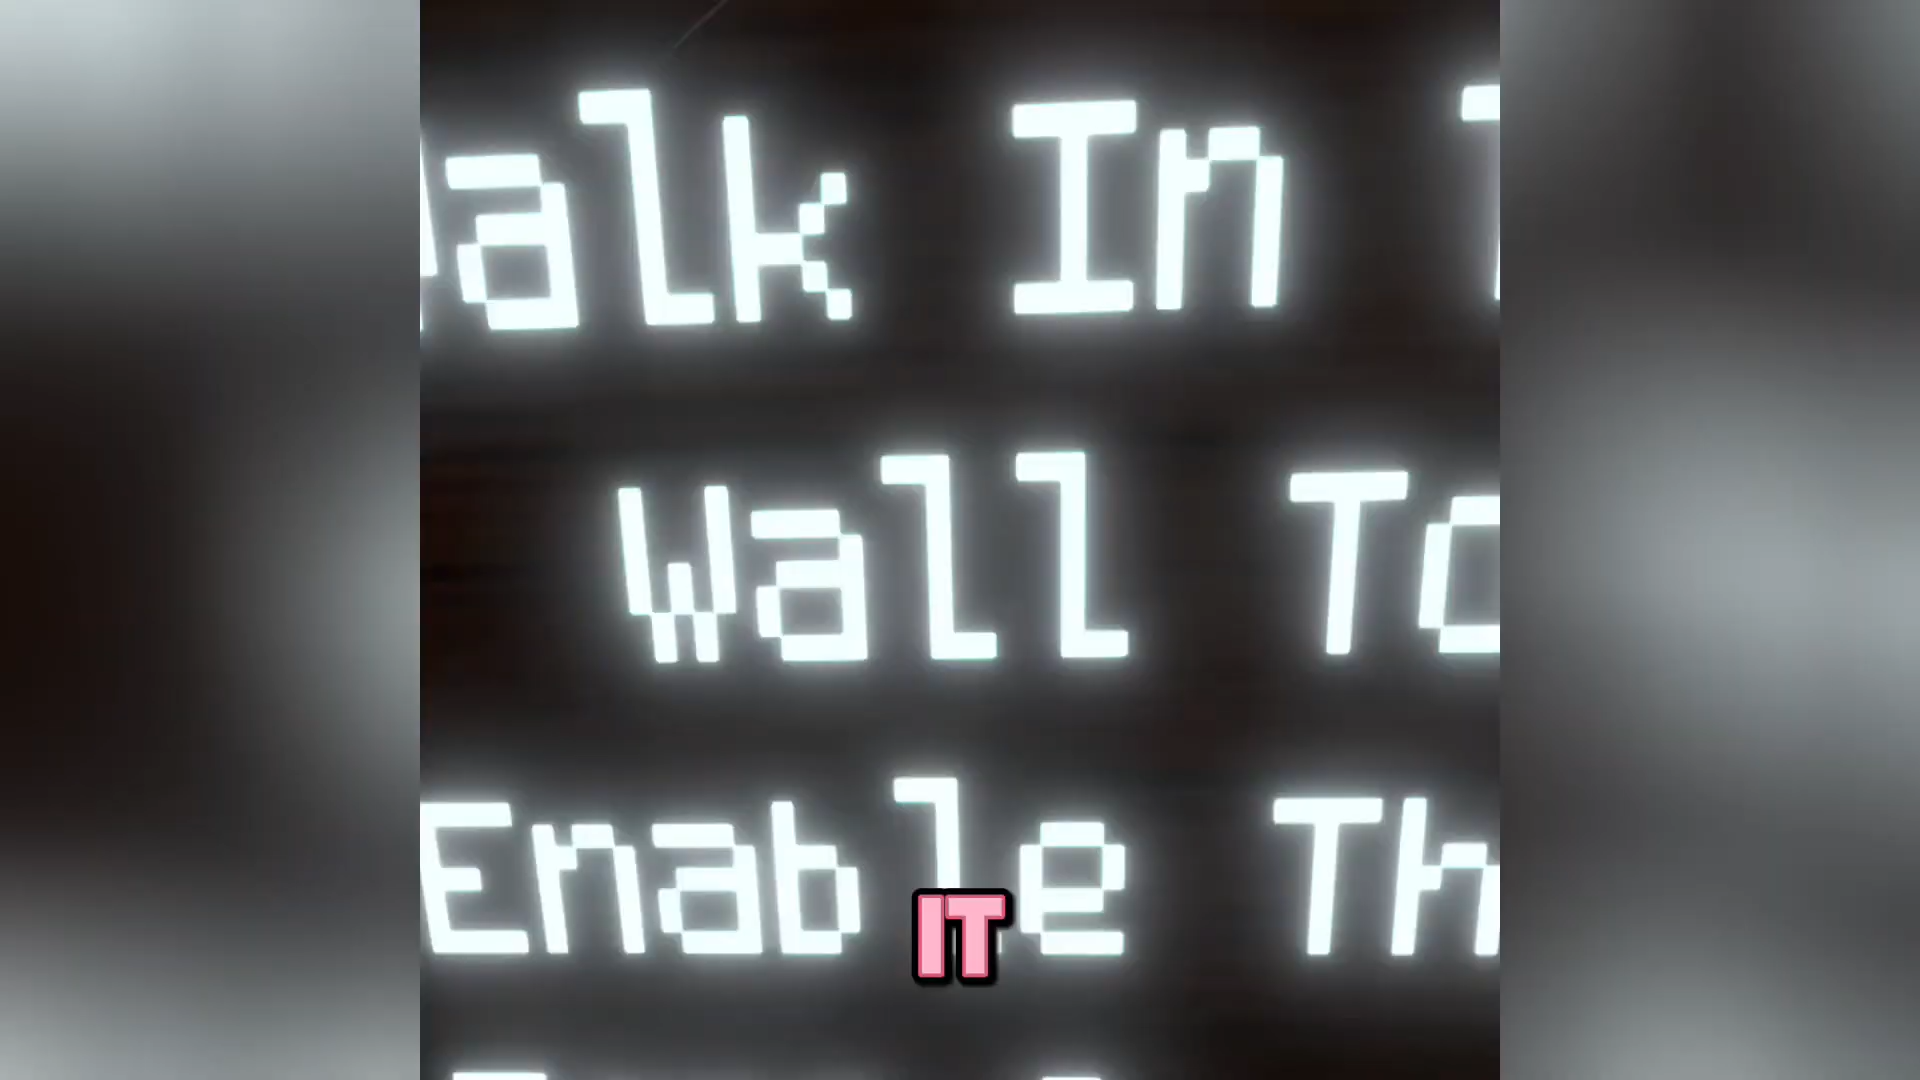 alk In
Wall To
Enable Th
IT